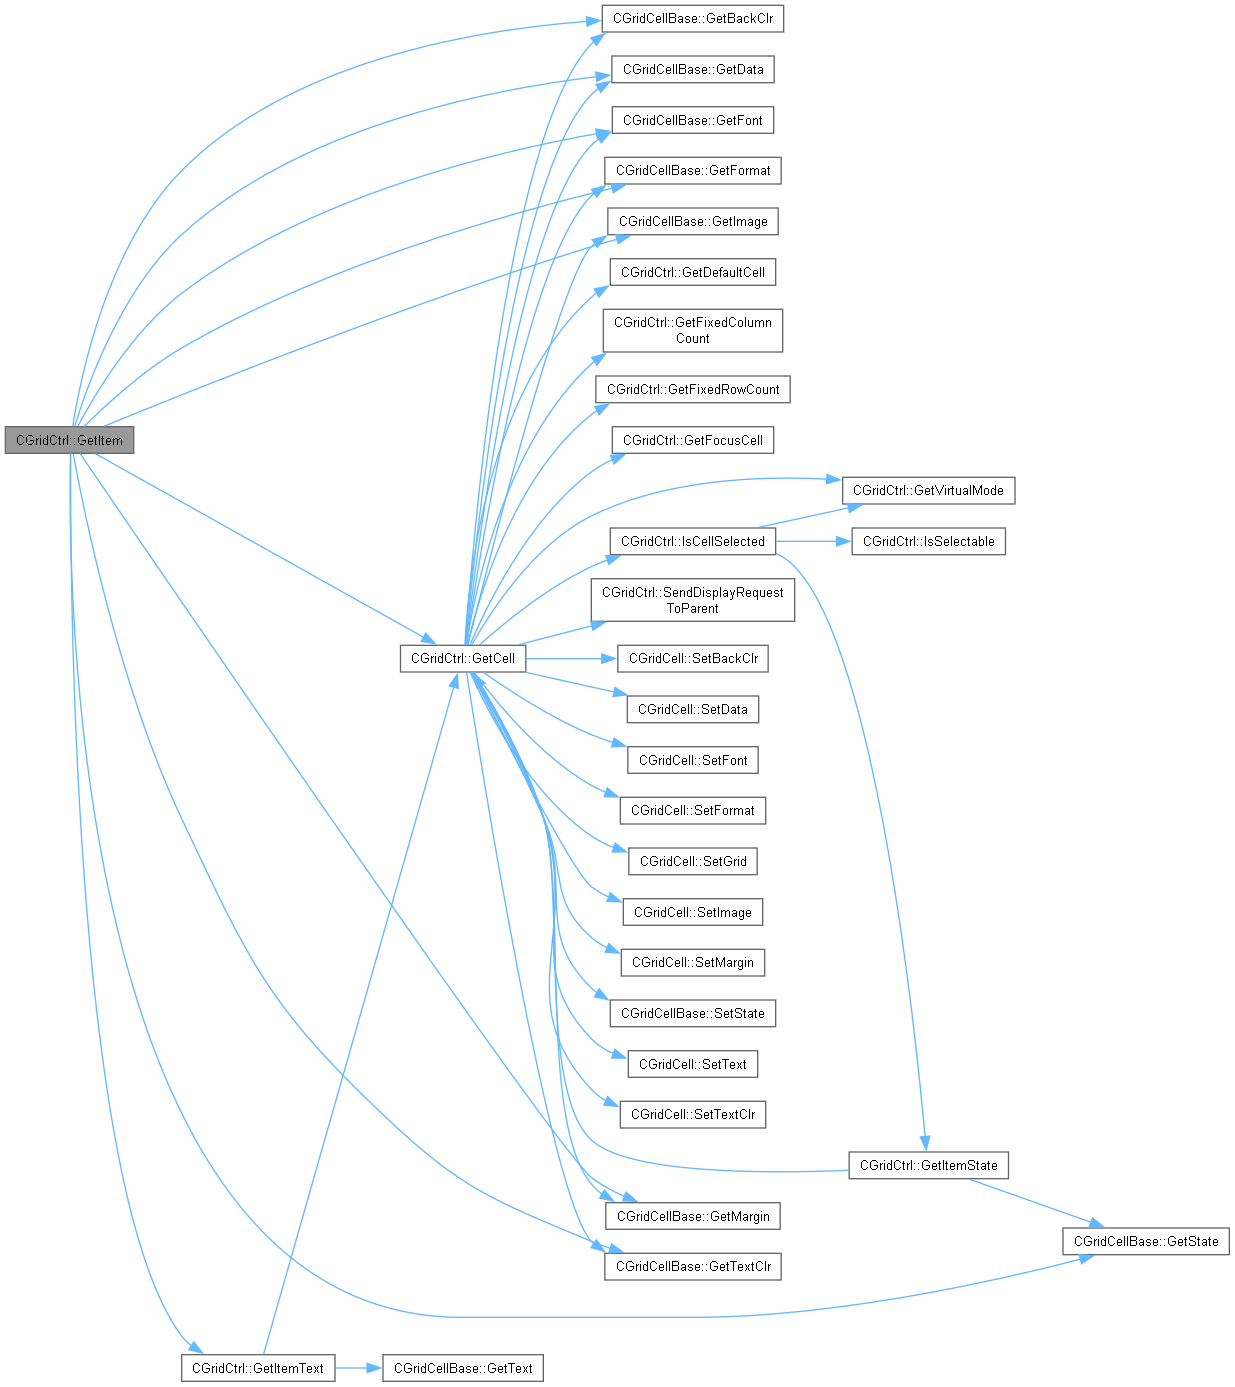 CGridCellBase::GetBackClr
CGridCellBase::GetData
CGridCellBase::GetFont
CGridCellBase::GetFormat
CGridCellBase::GetImage
CGridCtrl::GetDefaultCell
CGridCtrl::GetFixedColumn
Count
CGridCtrl::GetFixedRowCount
CGridCtrl::GetItem
CGridCtrl::GetFocusCell
CGridCtrl::GetVirtualMode
CGridCtrl::IsCellSelected
CGridCtrl::IsSelectable
CGridCtrl::SendDisplayRequest
ToParent
CGridCtrl::GetCell
CGridCell::SetBackClr
CGridCell::SetData
CGridCell::SetFont
CGridCell::SetFormat
CGridCell::SetGrid
CGridCell::SetImage
CGridCell::SetMargin
CGridCellBase::SetState
CGridCell::SetText
CGridCell::SetTextClr
CGridCtrl::GetItemState
CGridCellBase::GetMargin
CGridCellBase::GetState
CGridCellBase::GetTextClr
CGridCtrl::GetItemText
CGridCellBase::GetText